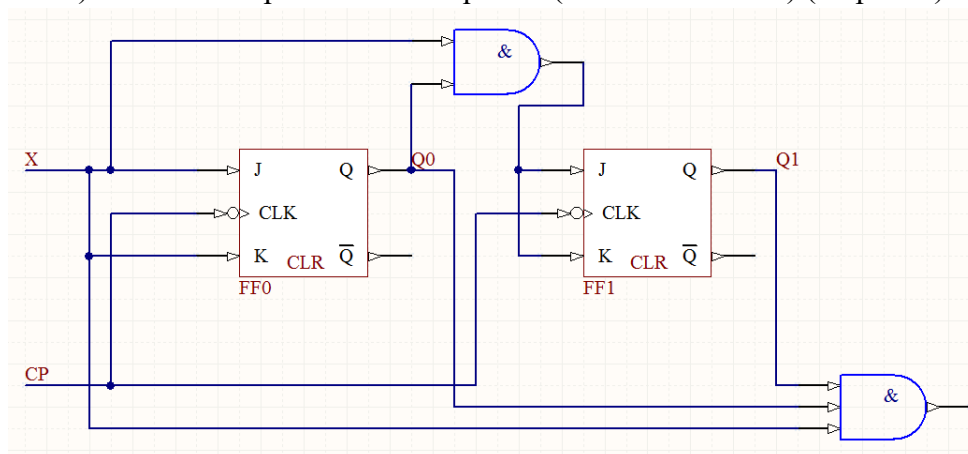 &
X
Q0
Q1
J Q
CLK
K CLR Q̅
FF0
J Q
CLK
K CLR Q̅
FF1
CP
&